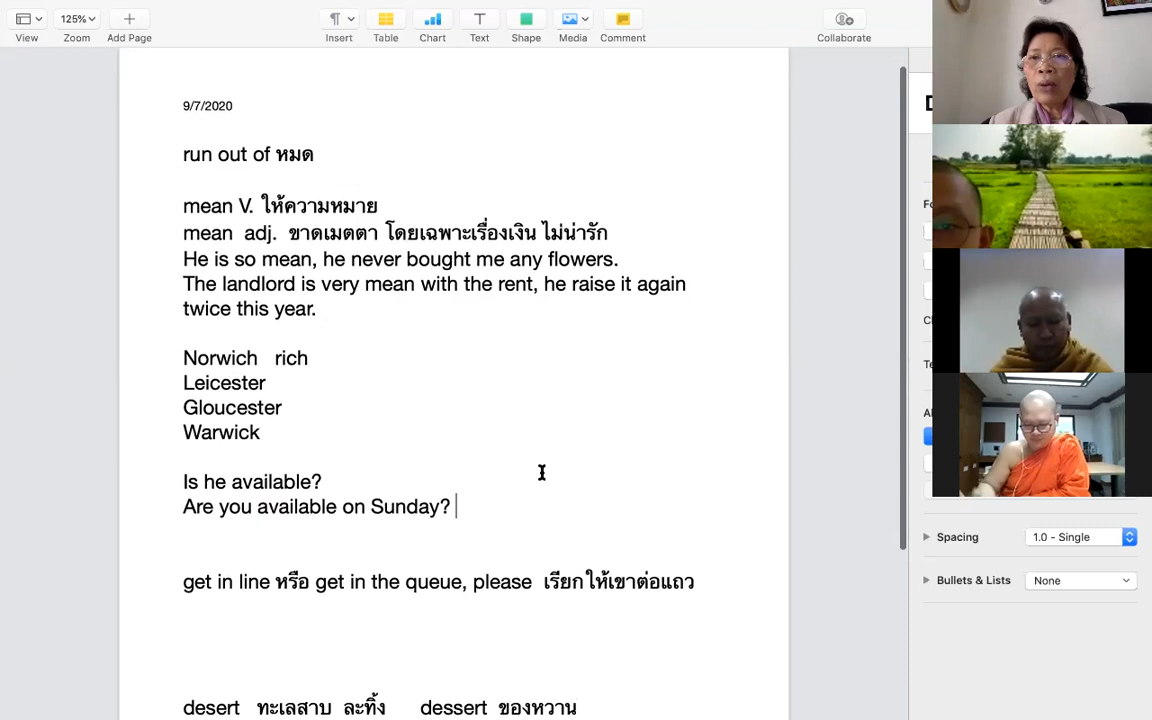 View
125%
Zoom
Add Page
Insert
Table
Chart
Text
Shape
Media
Comment
Collaborate
9/7/2020
run out of หมด
mean V. ให้ความหมาย
mean adj. ขาดเมตตา โดยเฉพาะเรื่องเงิน ไม่น่ารัก
He is so mean, he never bought me any flowers.
The landlord is very mean with the rent, he raise it again
twice this year.
Norwich rich
Leicester
Gloucester
Warwick
Is he available?
Are you available on Sunday?
get in line หรือ get in the queue, please เรียกให้เขาต่อแถว
desert ทะเลสาบ ละทิ้ง dessert ของหวาน
Spacing
1.0 - Single
Bullets & Lists
None